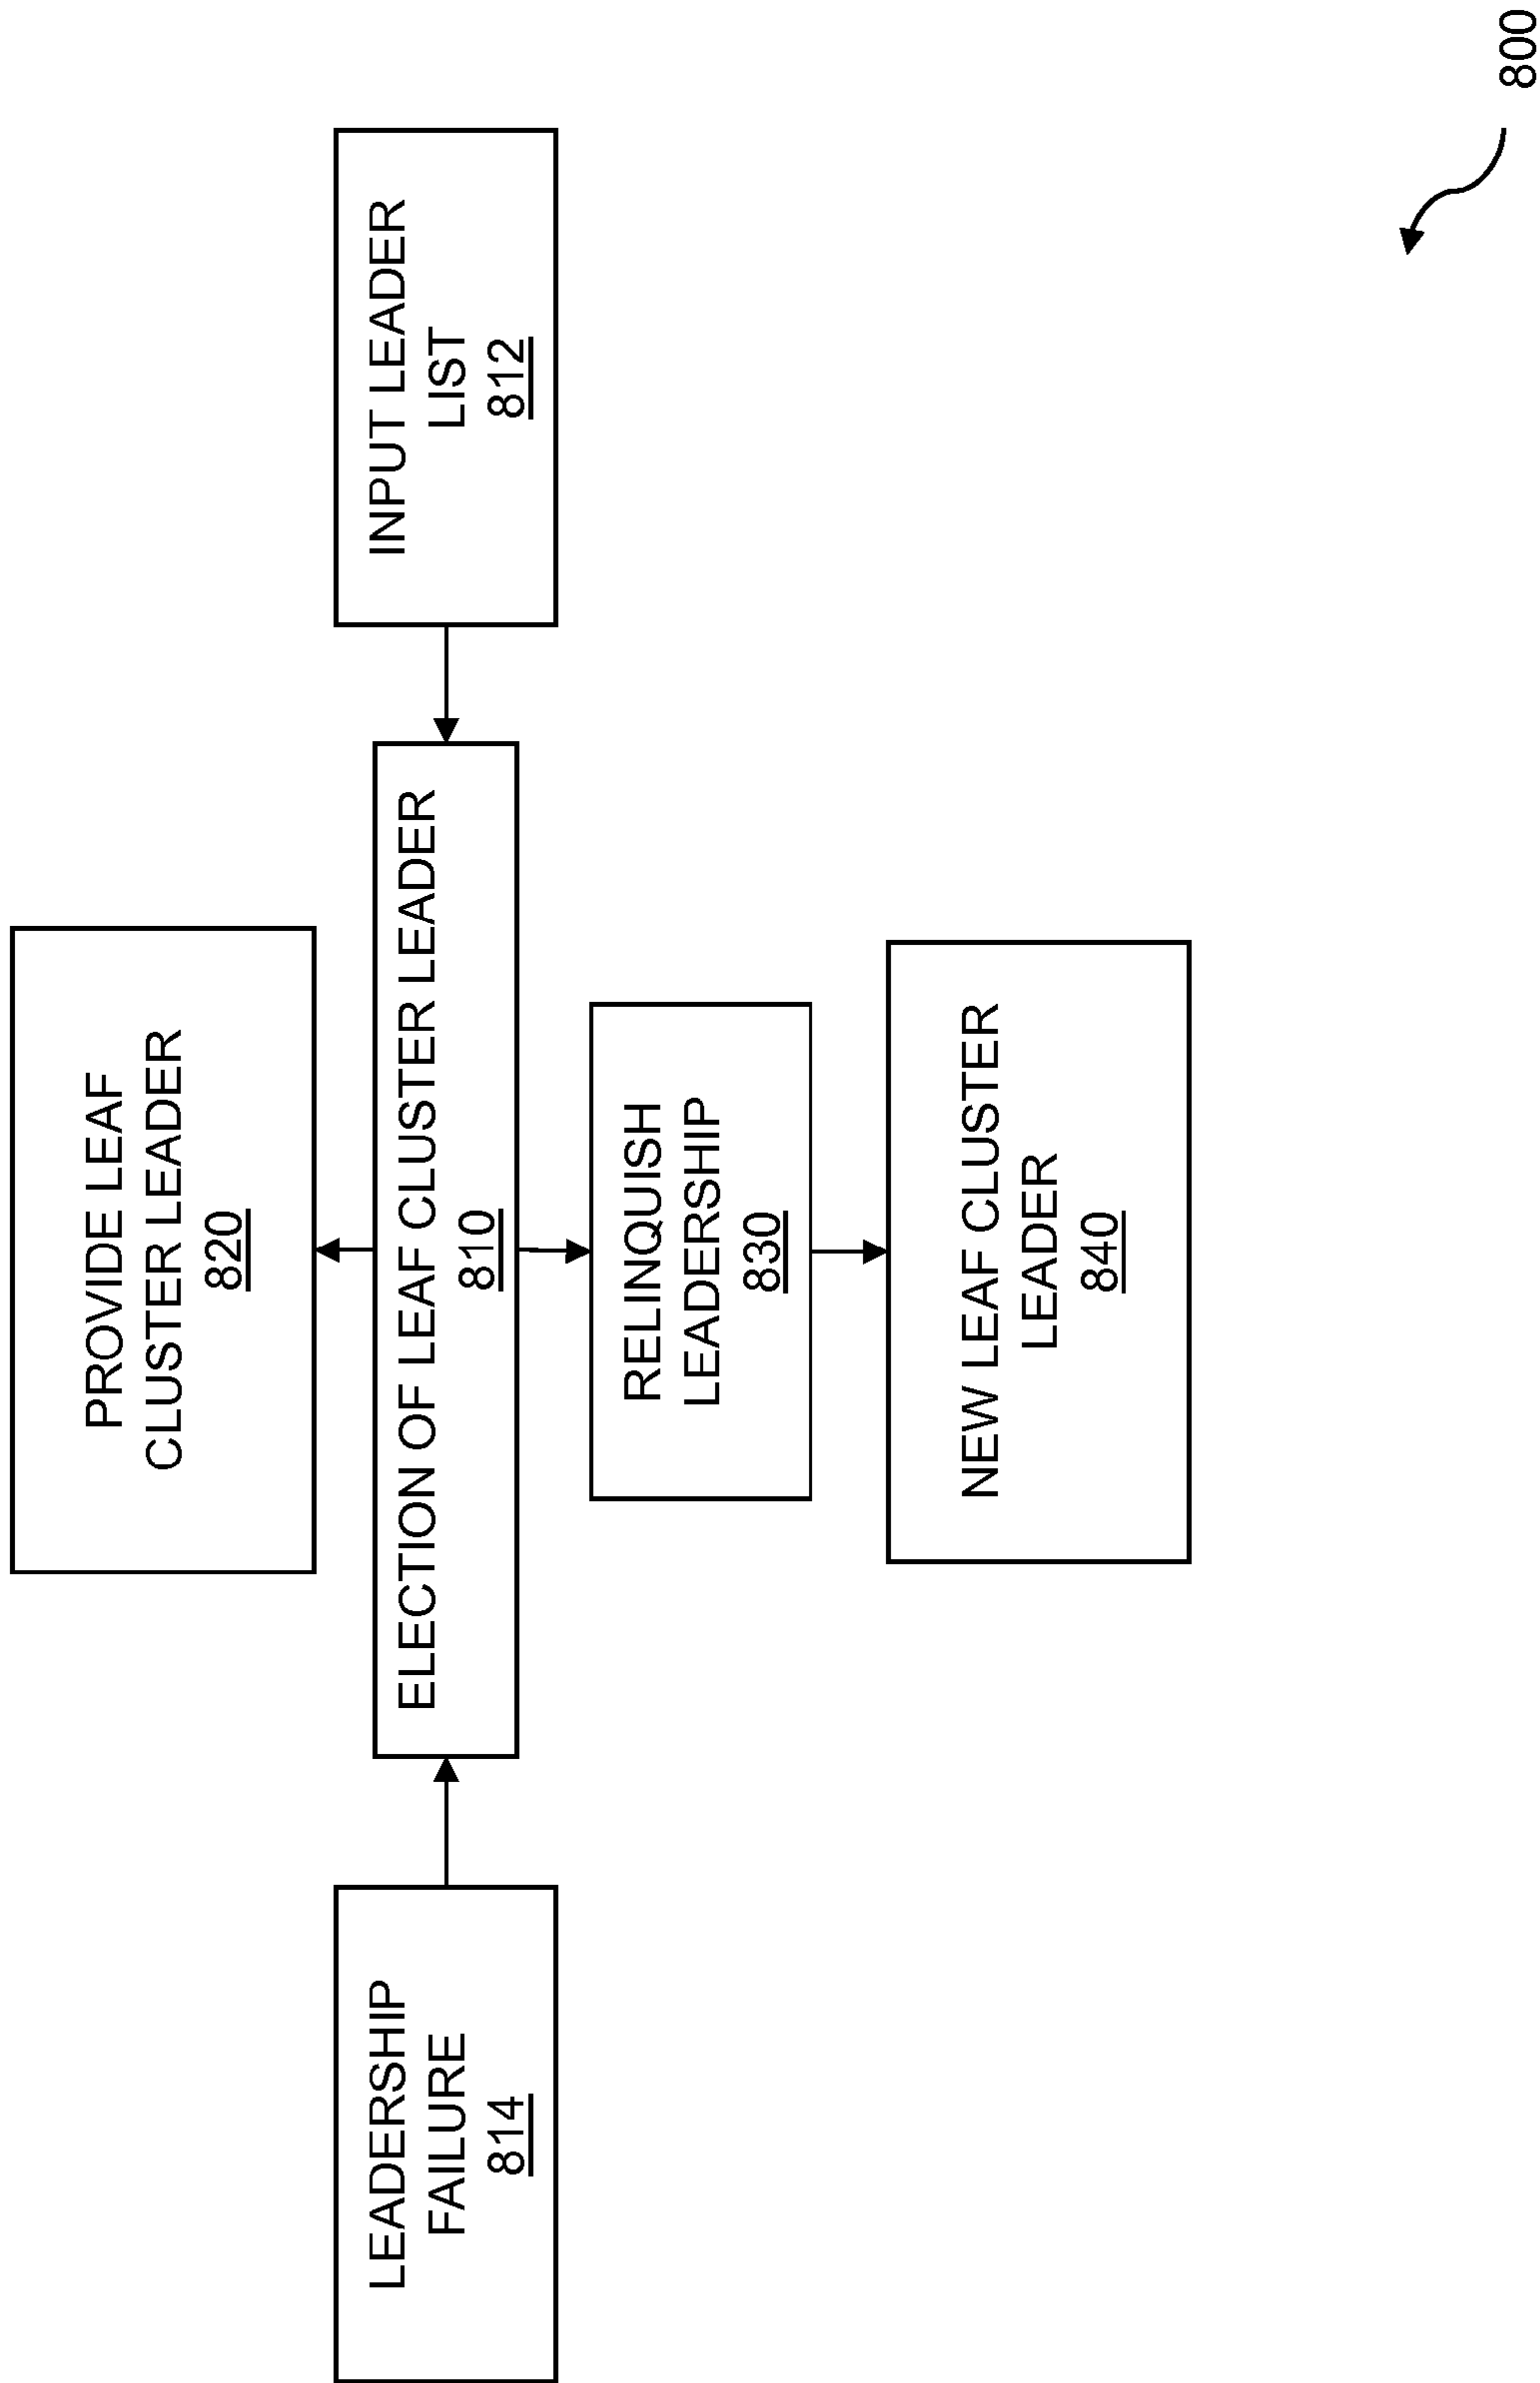 PROVIDE LEAF
CLUSTER LEADER
820
LEADERSHIP
FAILURE
814
ELECTION OF LEAF CLUSTER LEADER
810
INPUT LEADER
LIST
812
RELINQUISH
LEADERSHIP
830
NEW LEAF CLUSTER
LEADER
840
800